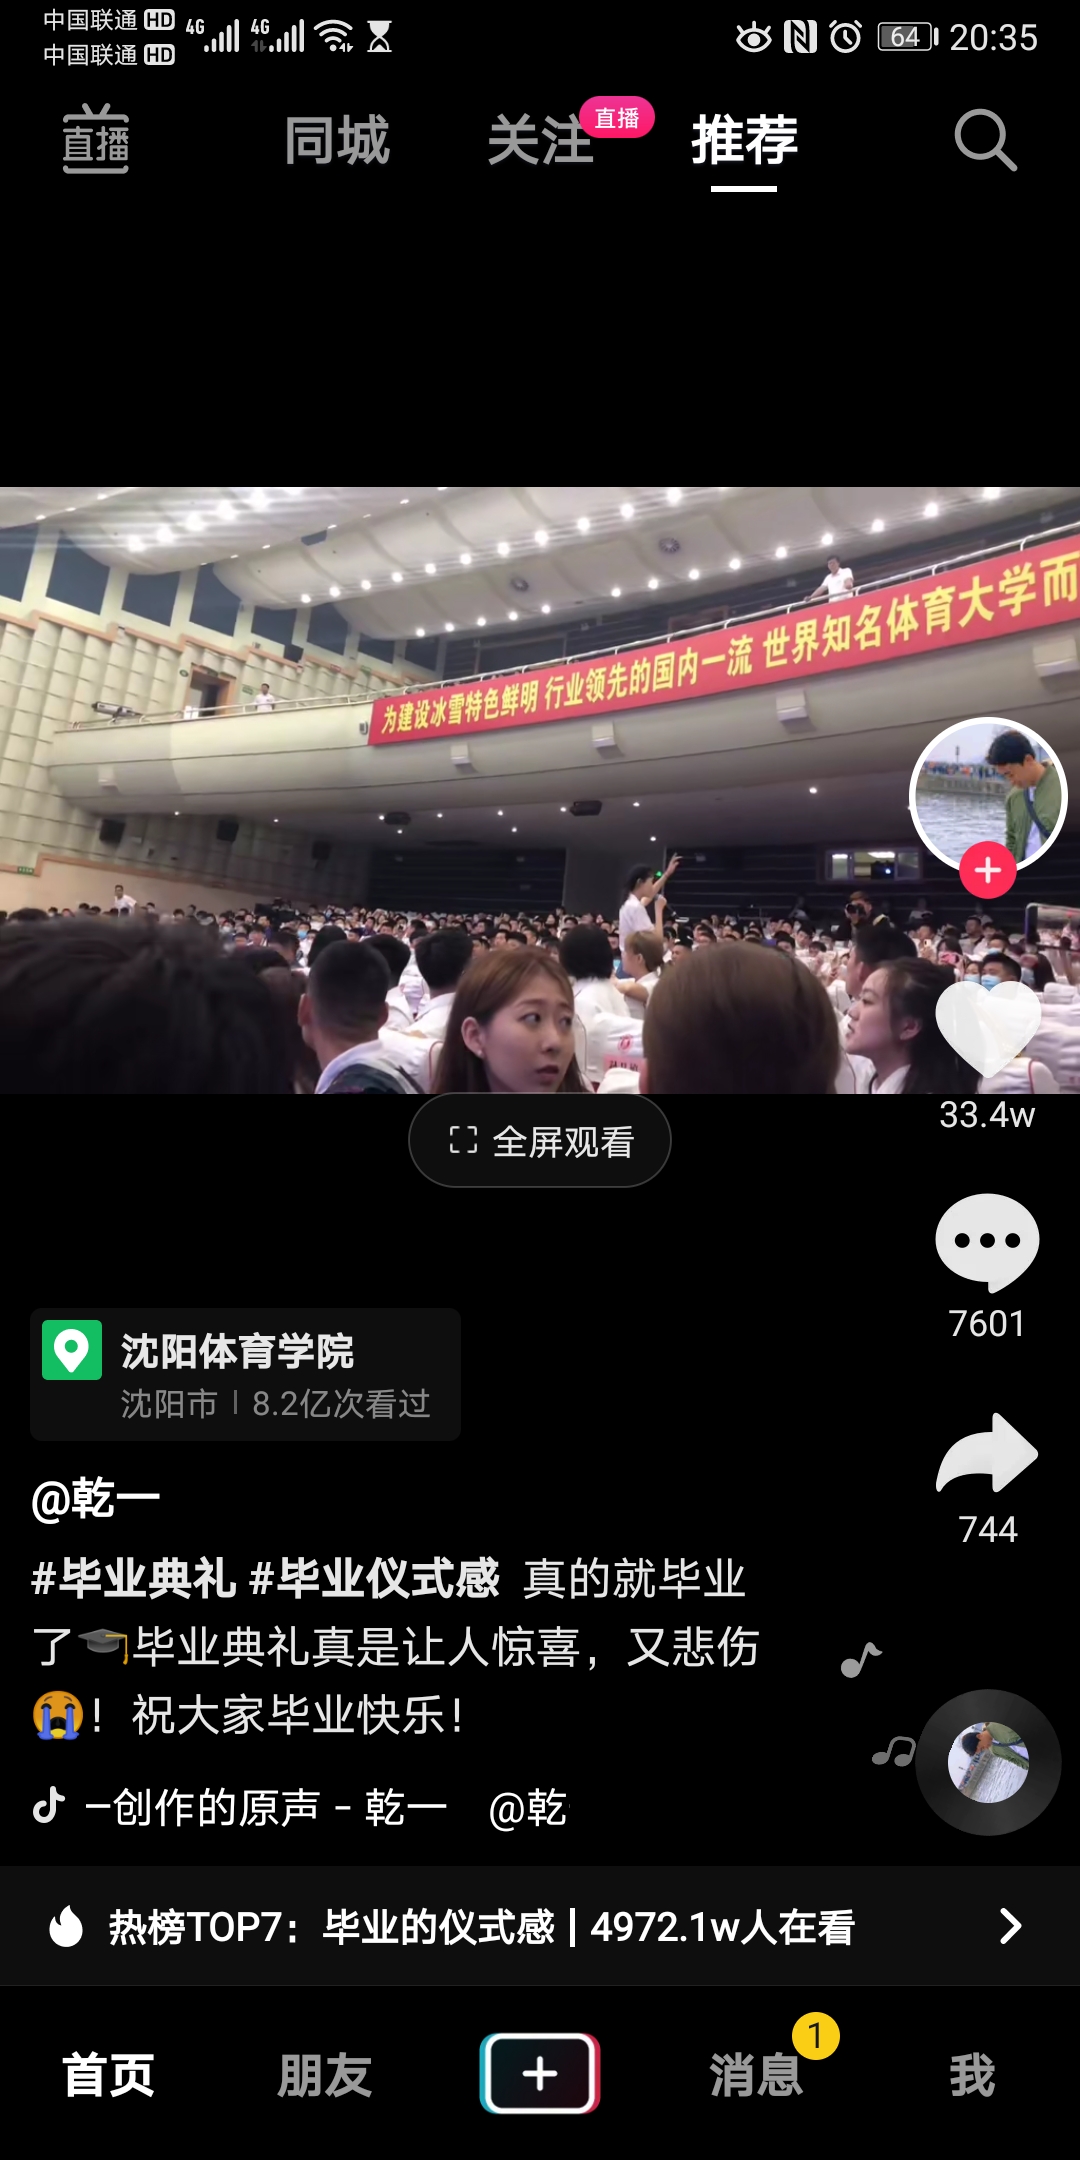 中国联通 HD
中国联通 HD
4G 4G
64 20:35
直播 同城 关注 直播 推荐
为建设冰雪特色鲜明 行业领先的国内一流 世界知名体育大学而
33.4w
全屏观看
7601
沈阳体育学院
沈阳市 | 8.2亿次看过
744
@乾一
#毕业典礼 #毕业仪式感 真的就毕业
了🎓毕业典礼真是让人惊喜，又悲伤
😭！祝大家毕业快乐！
一创作的原声 - 乾一 @乾
热榜TOP7：毕业的仪式感 | 4972.1w人在看
首页 朋友 消息 1 我